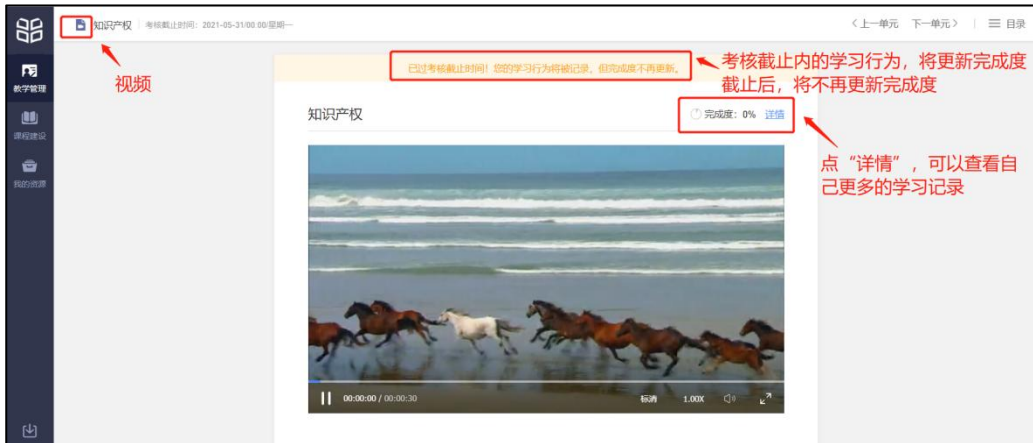 知识产权 考核截止时间：2021-05-31/00:00/星期一
〈上一单元 下一单元〉 目录
教学管理
课程建设
我的资源
视频
已过考核截止时间！您的学习行为将被记录，但完成度不再更新。
考核截止内的学习行为，将更新完成度
截止后，将不再更新完成度
知识产权
完成度：0% 详情
点“详情”，可以查看自
己更多的学习记录
00:00:00 / 00:00:30 标清 1.00X